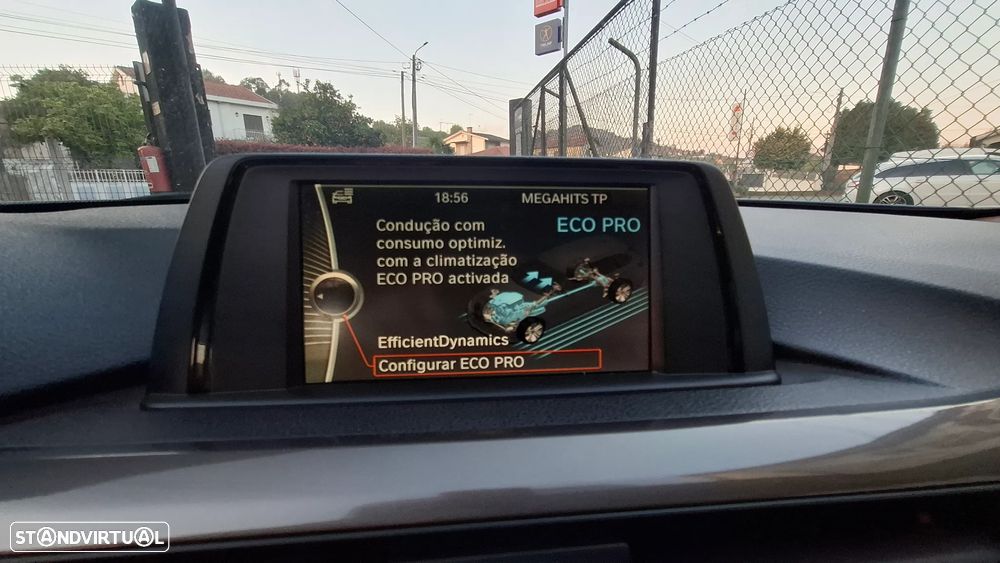 18:56
MEGAHITS TP
Condução com
consumo optimiz.
com a climatização
ECO PRO activada
ECO PRO
EfficientDynamics
Configurar ECO PRO
STANDVIRTUAL